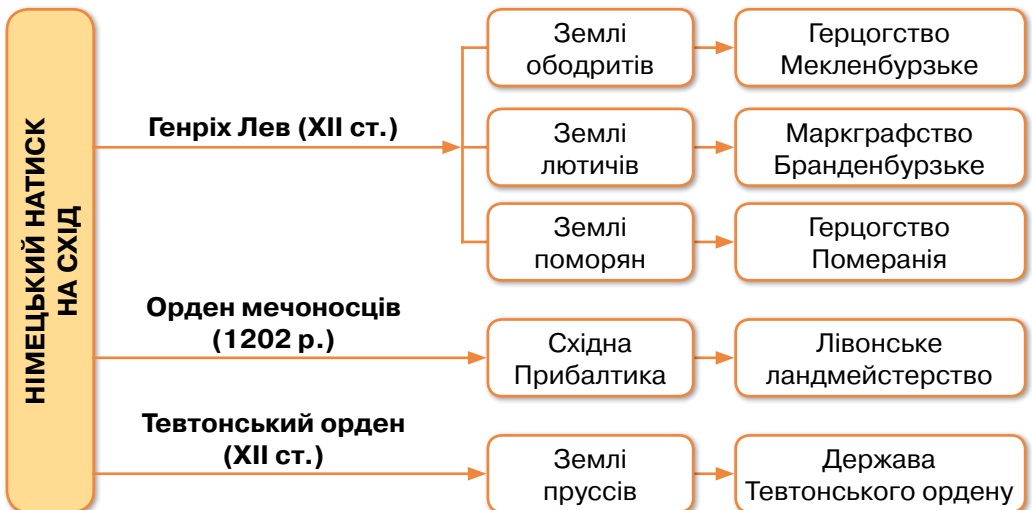 НІМЕЦЬКИЙ НАТИСК
НА СХІД
Генріх Лев (XII ст.)
Землі
ободритів
Герцогство
Мекленбурзьке
Землі
лютичів
Маркграфство
Бранденбурзьке
Землі
поморян
Герцогство
Померанія
Орден мечоносців
(1202 р.)
Східна
Прибалтика
Лівонське
ландмейстерство
Тевтонський орден
(XII ст.)
Землі
пруссів
Держава
Тевтонського ордену